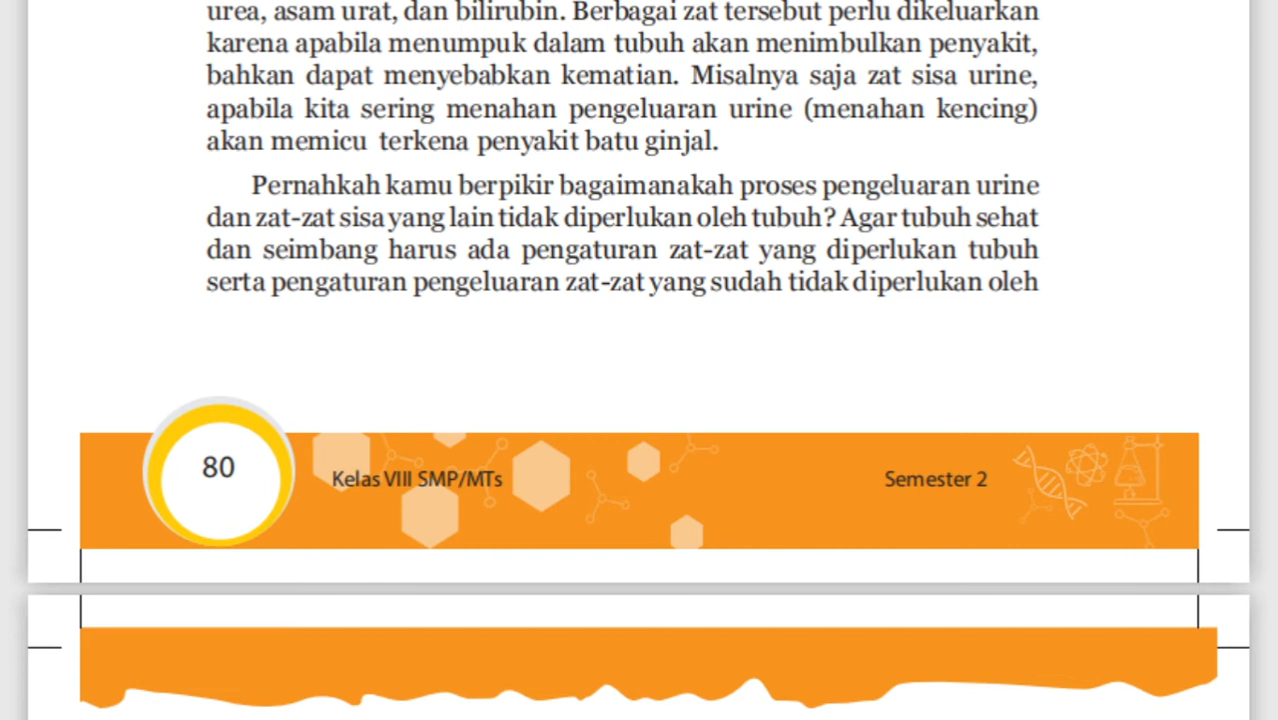 urea, asam urat, dan bilirubin. Berbagai zat tersebut perlu dikeluarkan
karena apabila menumpuk dalam tubuh akan menimbulkan penyakit,
bahkan dapat menyebabkan kematian. Misalnya saja zat sisa urine,
apabila kita sering menahan pengeluaran urine (menahan kencing)
akan memicu terkena penyakit batu ginjal.
Pernahkah kamu berpikir bagaimanakah proses pengeluaran urine
dan zat-zat sisa yang lain tidak diperlukan oleh tubuh? Agar tubuh sehat
dan seimbang harus ada pengaturan zat-zat yang diperlukan tubuh
serta pengaturan pengeluaran zat-zat yang sudah tidak diperlukan oleh
80
Kelas VIII SMP/MTs
Semester 2